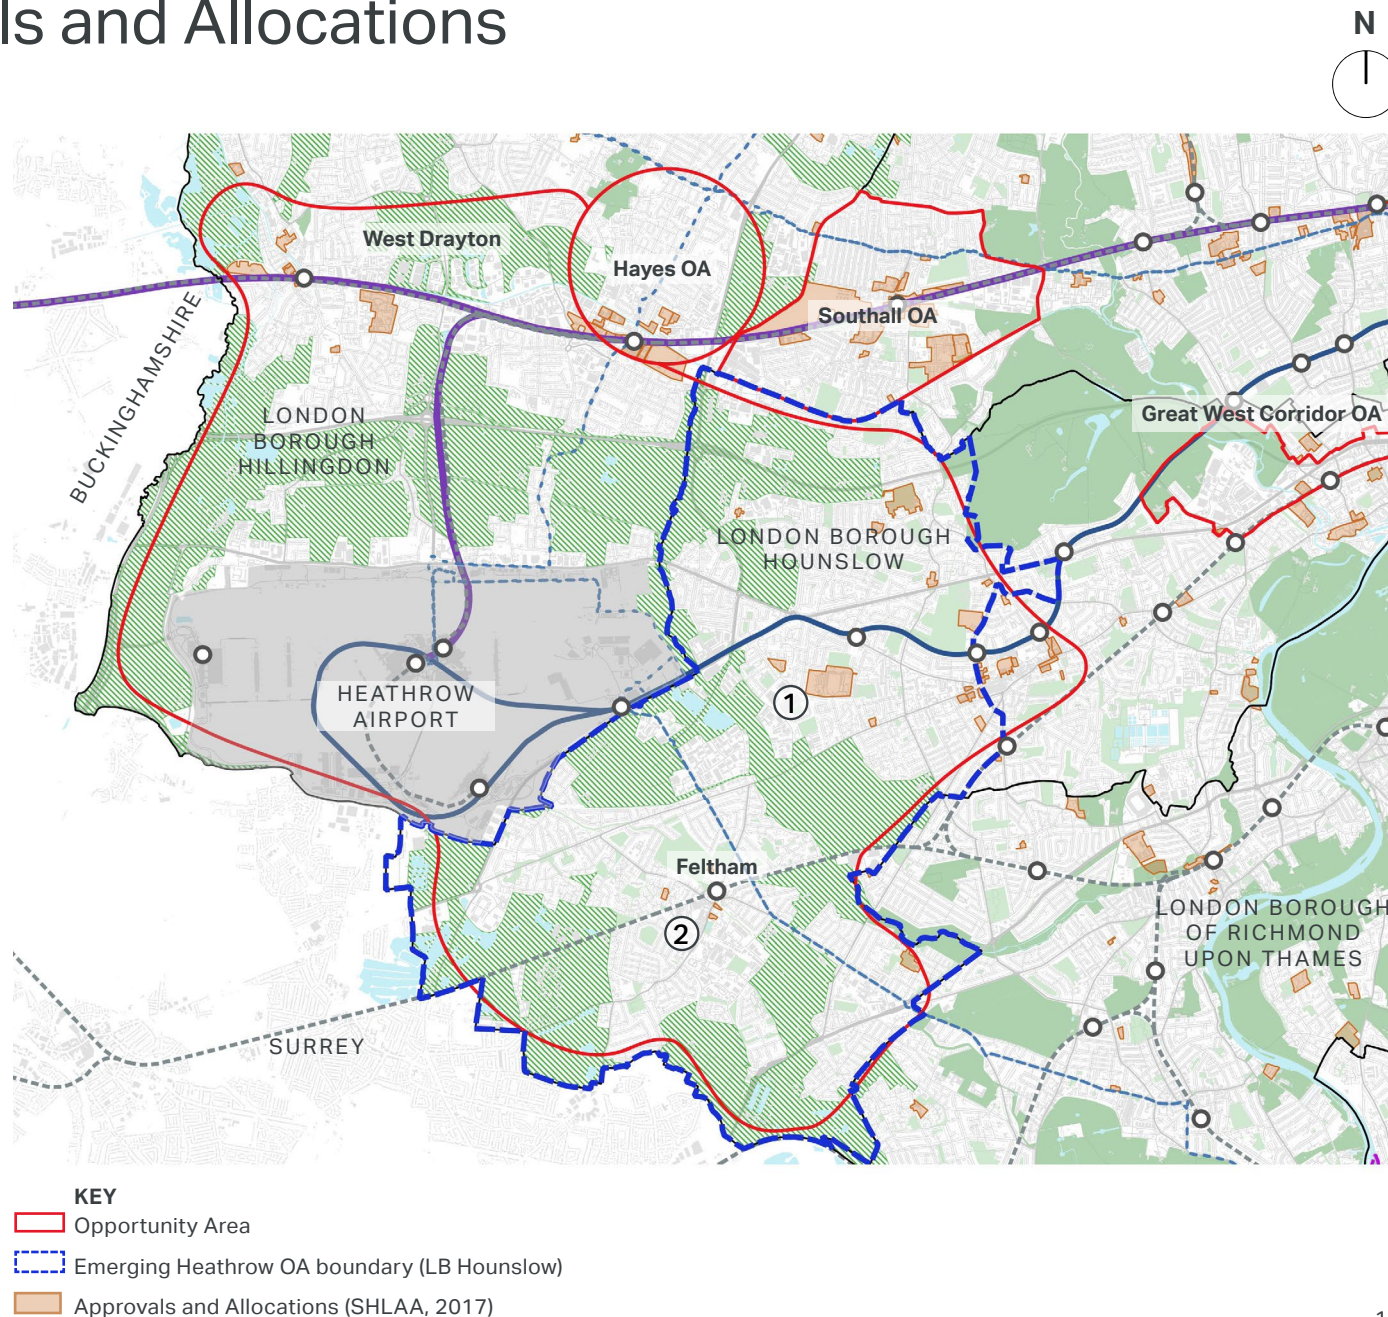 ls and Allocations
N
West Drayton
Hayes OA
Southall OA
BUCKINGHAMSHIRE
LONDON
BOROUGH
HILLINGDON
Great West Corridor OA
LONDON BOROUGH
HOUNSLOW
HEATHROW
AIRPORT
1
Feltham
2
LONDON BOROUGH
OF RICHMOND
UPON THAMES
SURREY
KEY
Opportunity Area
Emerging Heathrow OA boundary (LB Hounslow)
Approvals and Allocations (SHLAA, 2017)
1